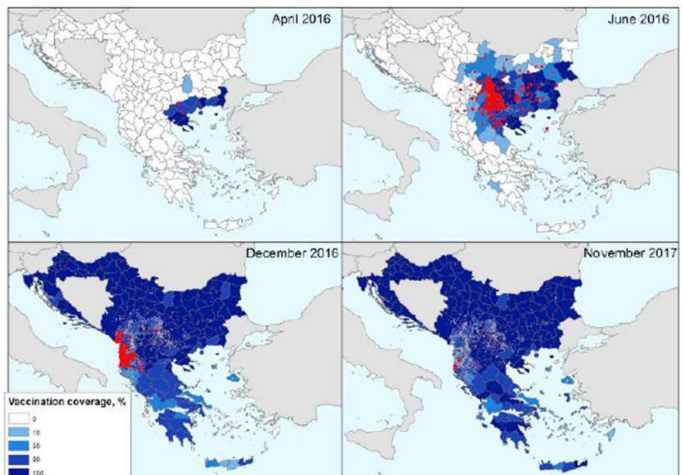 April 2016
June 2016
December 2016
November 2017
Vaccination coverage, %
0
10
50
90
100